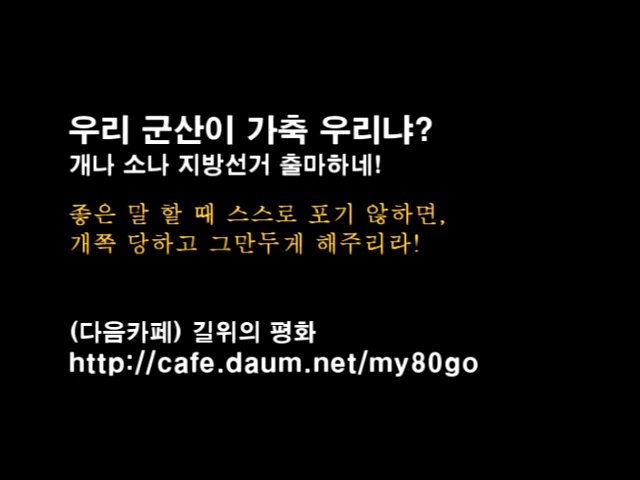 우리 군산이 가축 우리냐?
개나 소나 지방선거 출마하네!
좋은 말 할 때 스스로 포기 않하면,
개쪽 당하고 그만두게 해주리라!
(다음카페) 길위의 평화
http://cafe.daum.net/my80go